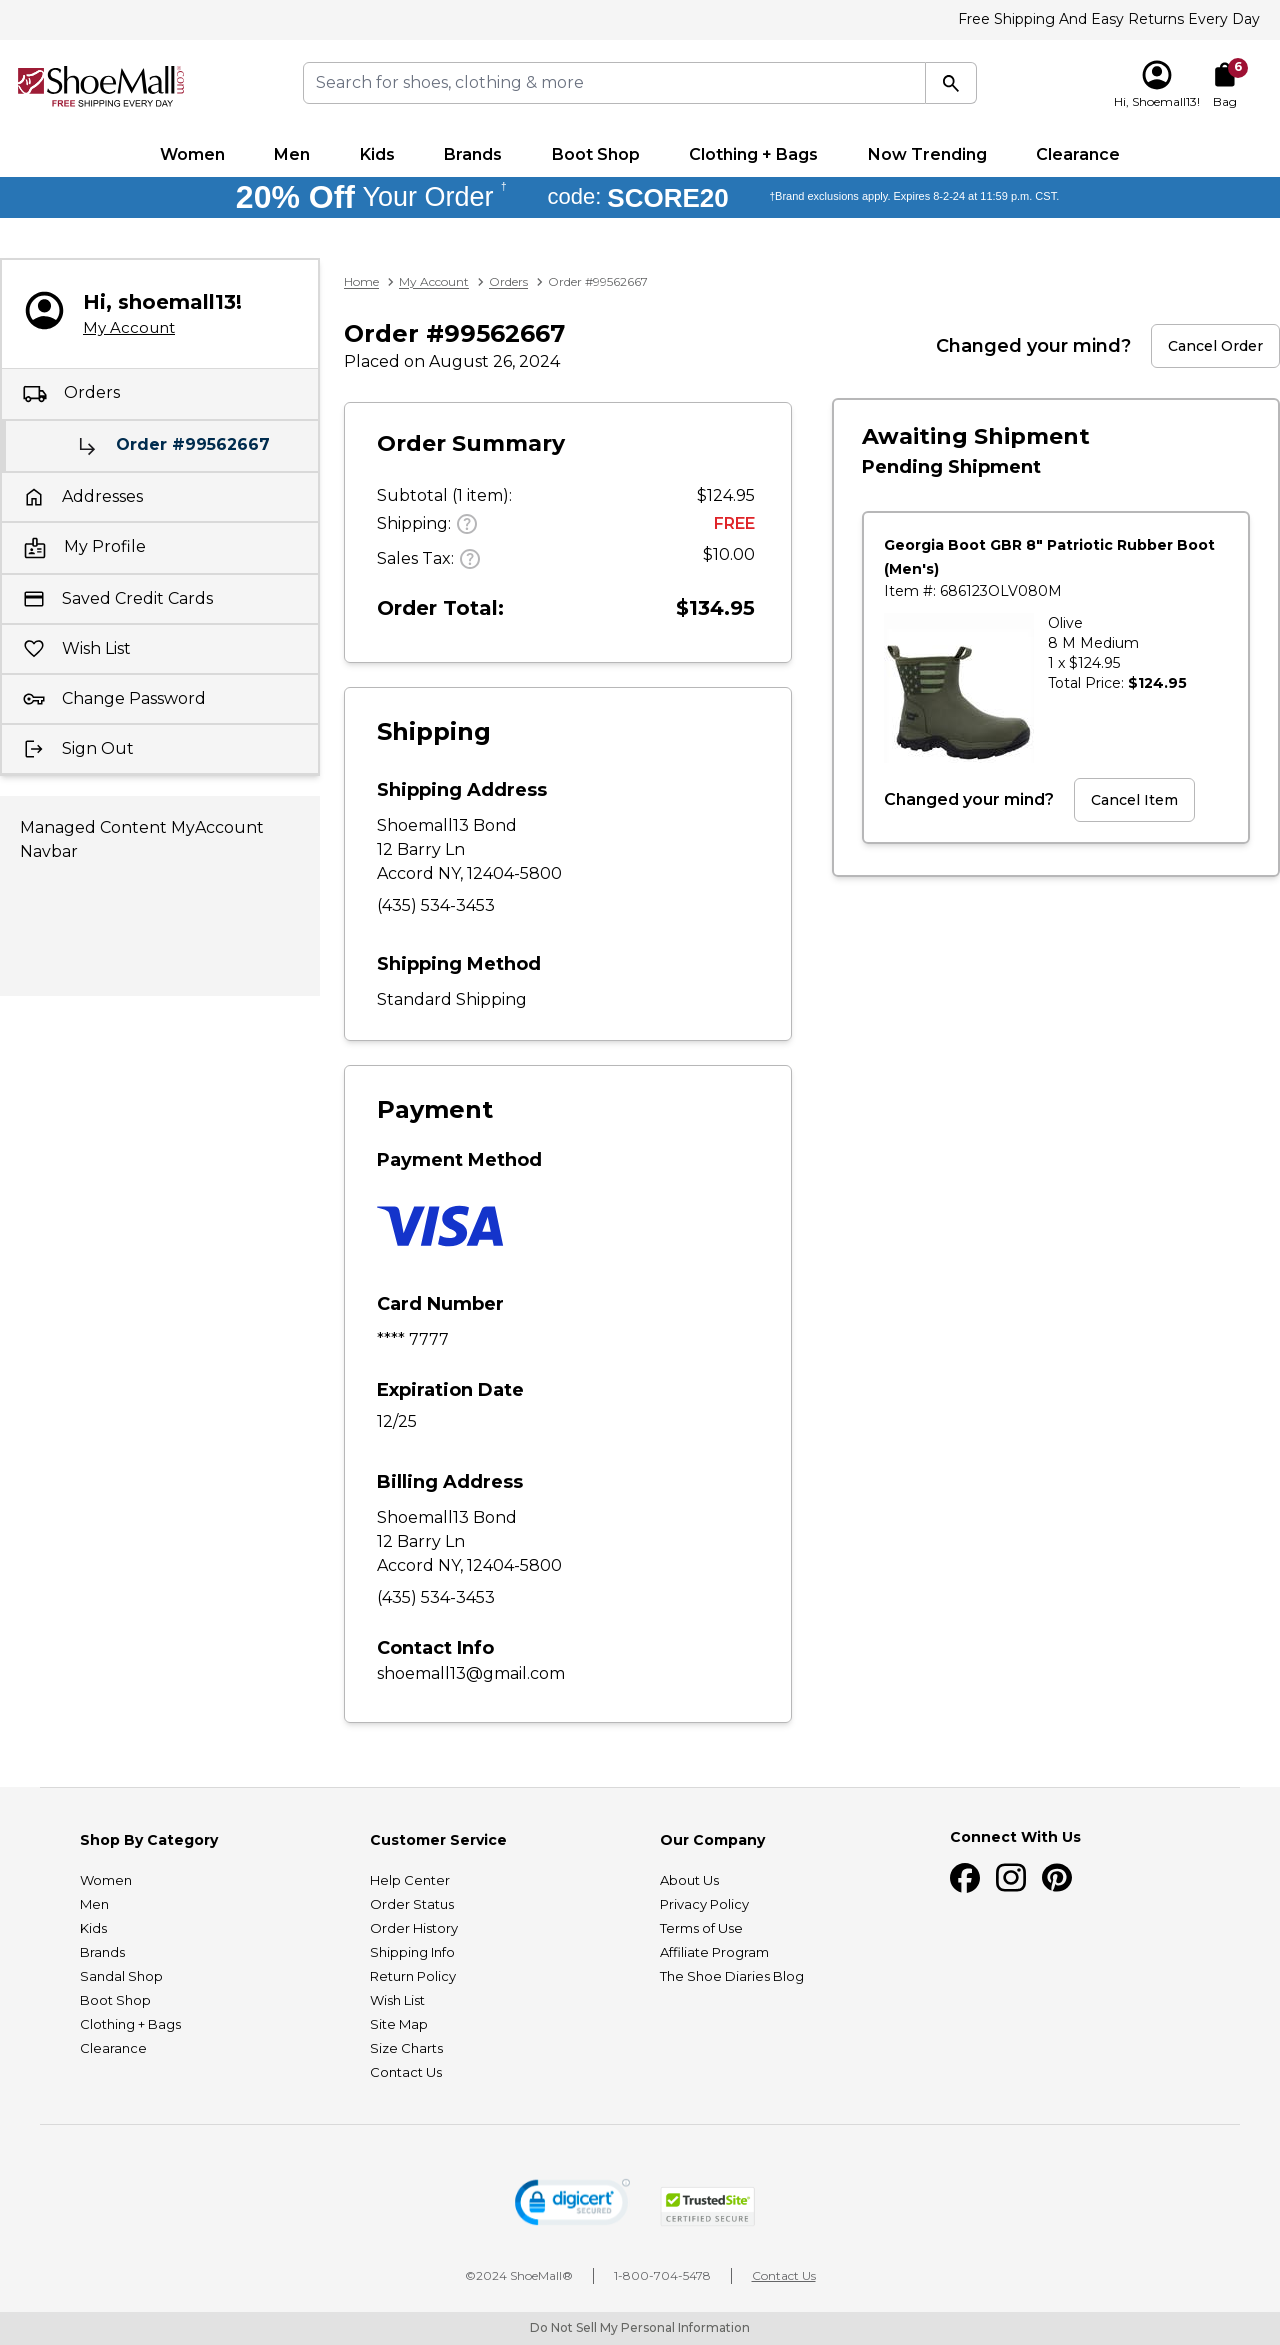 Free Shipping And Easy Returns Every Day
ShoeMall®.com
FREE SHIPPING EVERY DAY
Search for shoes, clothing & more
Hi, Shoemall13!
6
Bag
Women
Men
Kids
Brands
Boot Shop
Clothing + Bags
Now Trending
Clearance
20% Off Your Order † code: SCORE20 †Brand exclusions apply. Expires 8-2-24 at 11:59 p.m. CST.
Hi, shoemall13!
My Account
Orders
Order #99562667
Addresses
My Profile
Saved Credit Cards
Wish List
Change Password
Sign Out
Managed Content MyAccount
Navbar
Home > My Account > Orders > Order #99562667
Order #99562667
Placed on August 26, 2024
Changed your mind?
Cancel Order
Order Summary
Subtotal (1 item): $124.95
Shipping: ? FREE
Sales Tax: ? $10.00
Order Total: $134.95
Shipping
Shipping Address
Shoemall13 Bond
12 Barry Ln
Accord NY, 12404-5800
(435) 534-3453
Shipping Method
Standard Shipping
Payment
Payment Method
VISA
Card Number
**** 7777
Expiration Date
12/25
Billing Address
Shoemall13 Bond
12 Barry Ln
Accord NY, 12404-5800
(435) 534-3453
Contact Info
shoemall13@gmail.com
Awaiting Shipment
Pending Shipment
Georgia Boot GBR 8" Patriotic Rubber Boot
(Men's)
Item #: 686123OLV080M
Olive
8 M Medium
1 x $124.95
Total Price: $124.95
Changed your mind?
Cancel Item
Shop By Category
Women
Men
Kids
Brands
Sandal Shop
Boot Shop
Clothing + Bags
Clearance
Customer Service
Help Center
Order Status
Order History
Shipping Info
Return Policy
Wish List
Site Map
Size Charts
Contact Us
Our Company
About Us
Privacy Policy
Terms of Use
Affiliate Program
The Shoe Diaries Blog
Connect With Us
digicert
SECURED
TrustedSite
CERTIFIED SECURE
©2024 ShoeMall®
1-800-704-5478
Contact Us
Do Not Sell My Personal Information